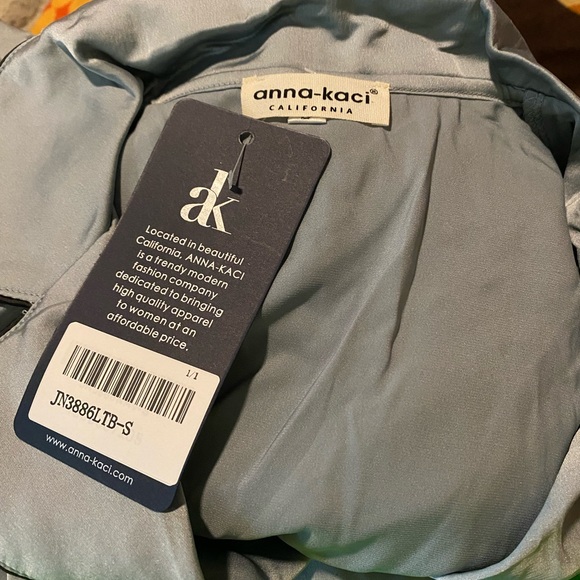 anna-kaci®
CALIFORNIA
ak
Located in beautiful
California, ANNA-KACI
is a trendy modern
fashion company
dedicated to bringing
high quality apparel
to women at an
affordable price.
1/1
JN3886LTB-S
www.anna-kaci.com